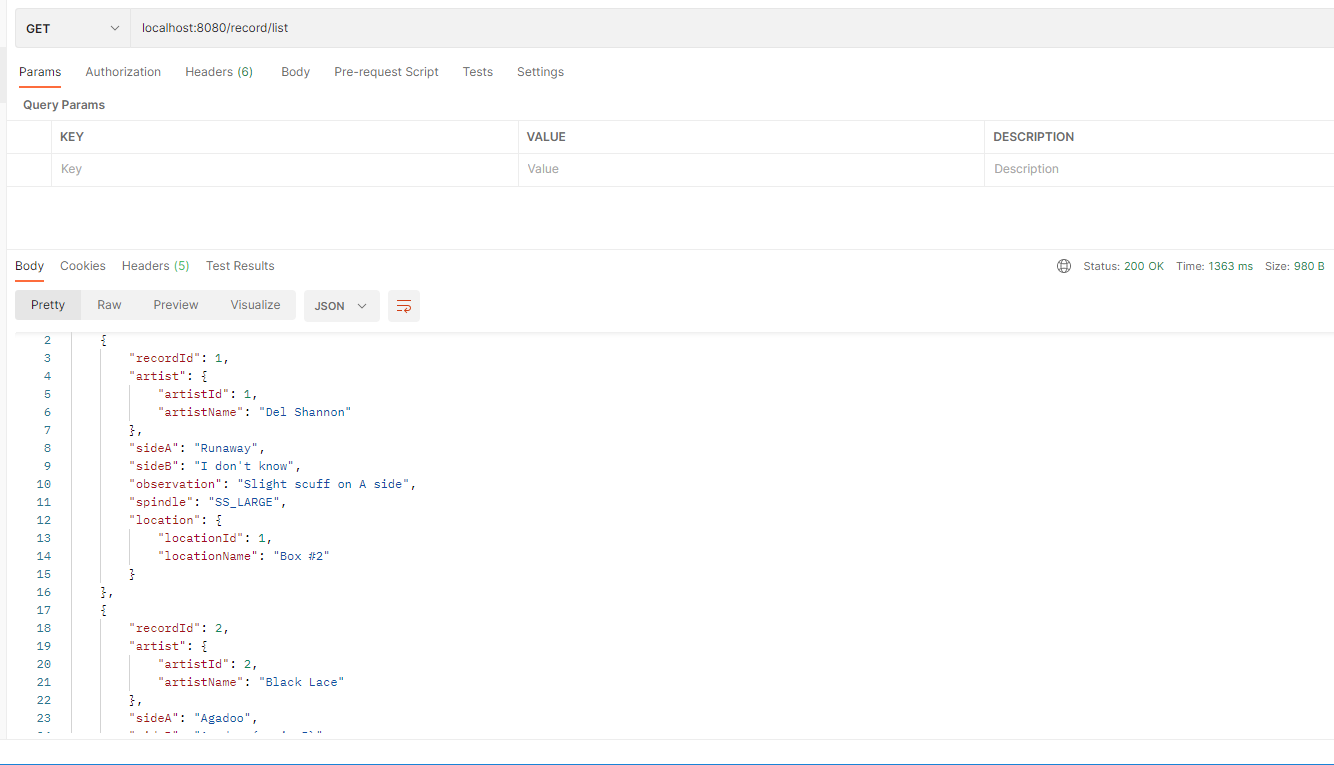 GET localhost:8080/record/list
Params Authorization Headers (6) Body Pre-request Script Tests Settings
Query Params
KEY VALUE DESCRIPTION
Key Value Description
Body Cookies Headers (5) Test Results Status: 200 OK Time: 1363 ms Size: 980 B
Pretty Raw Preview Visualize JSON
2 {
3 "recordId": 1,
4 "artist": {
5 "artistId": 1,
6 "artistName": "Del Shannon"
7 },
8 "sideA": "Runaway",
9 "sideB": "I don't know",
10 "observation": "Slight scuff on A side",
11 "spindle": "SS_LARGE",
12 "location": {
13 "locationId": 1,
14 "locationName": "Box #2"
15 }
16 },
17 {
18 "recordId": 2,
19 "artist": {
20 "artistId": 2,
21 "artistName": "Black Lace"
22 },
23 "sideA": "Agadoo",